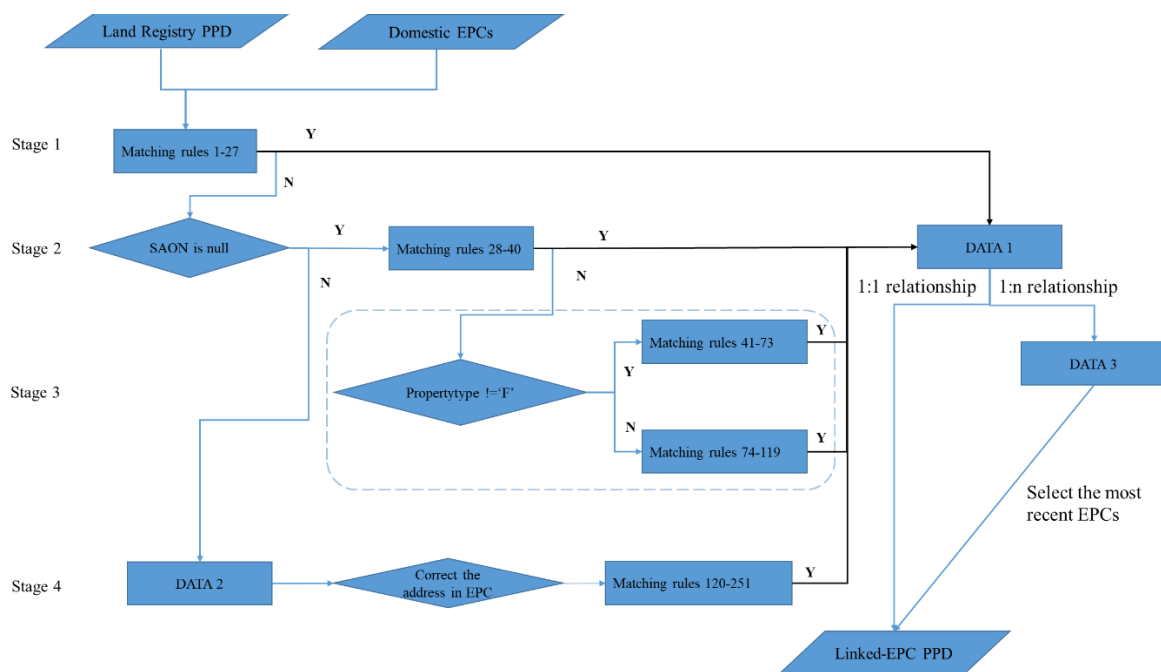 Land Registry PPD
Domestic EPCs
Stage 1
Matching rules 1-27
Y
N
Stage 2
SAON is null
Y
Matching rules 28-40
Y
DATA 1
N
N
1:1 relationship
1:n relationship
Stage 3
Propertytype !=‘F’
Y
Matching rules 41-73
Y
DATA 3
N
Matching rules 74-119
Y
Select the most
recent EPCs
Stage 4
DATA 2
Correct the
address in EPC
Matching rules 120-251
Y
Linked-EPC PPD